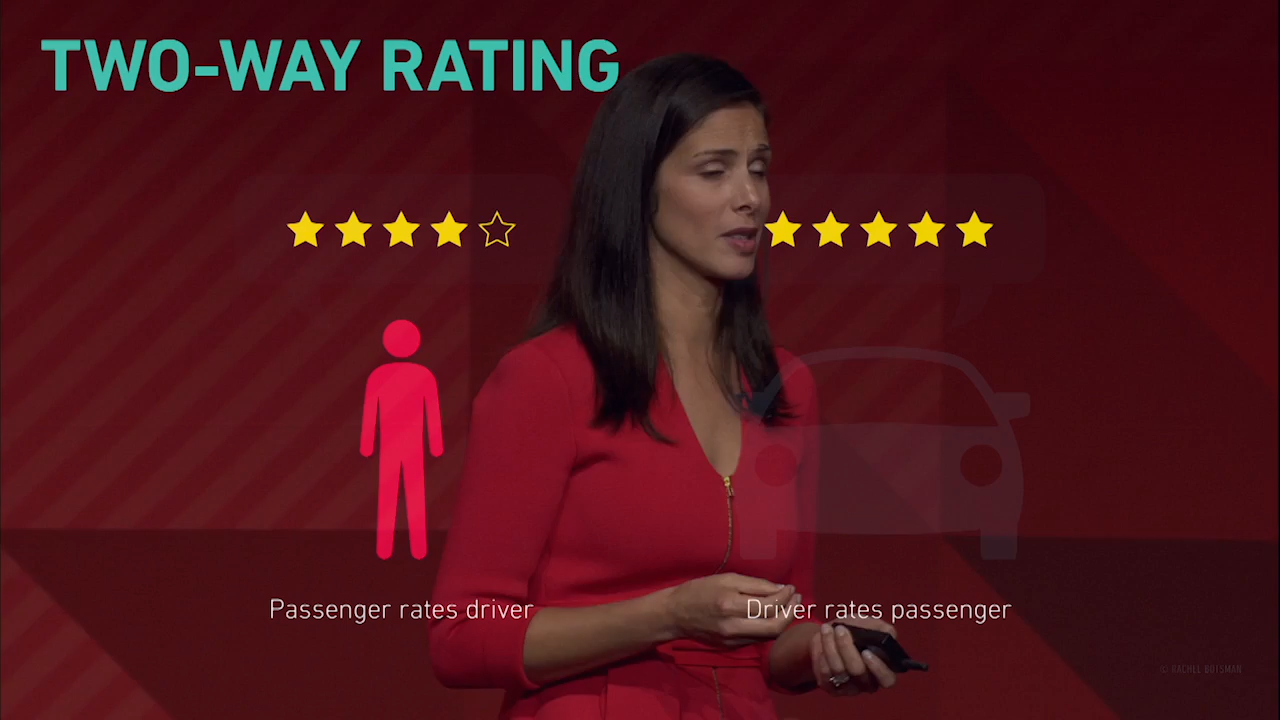 TWO-WAY RATING
Passenger rates driver
Driver rates passenger
© RACHEL BOTSMAN